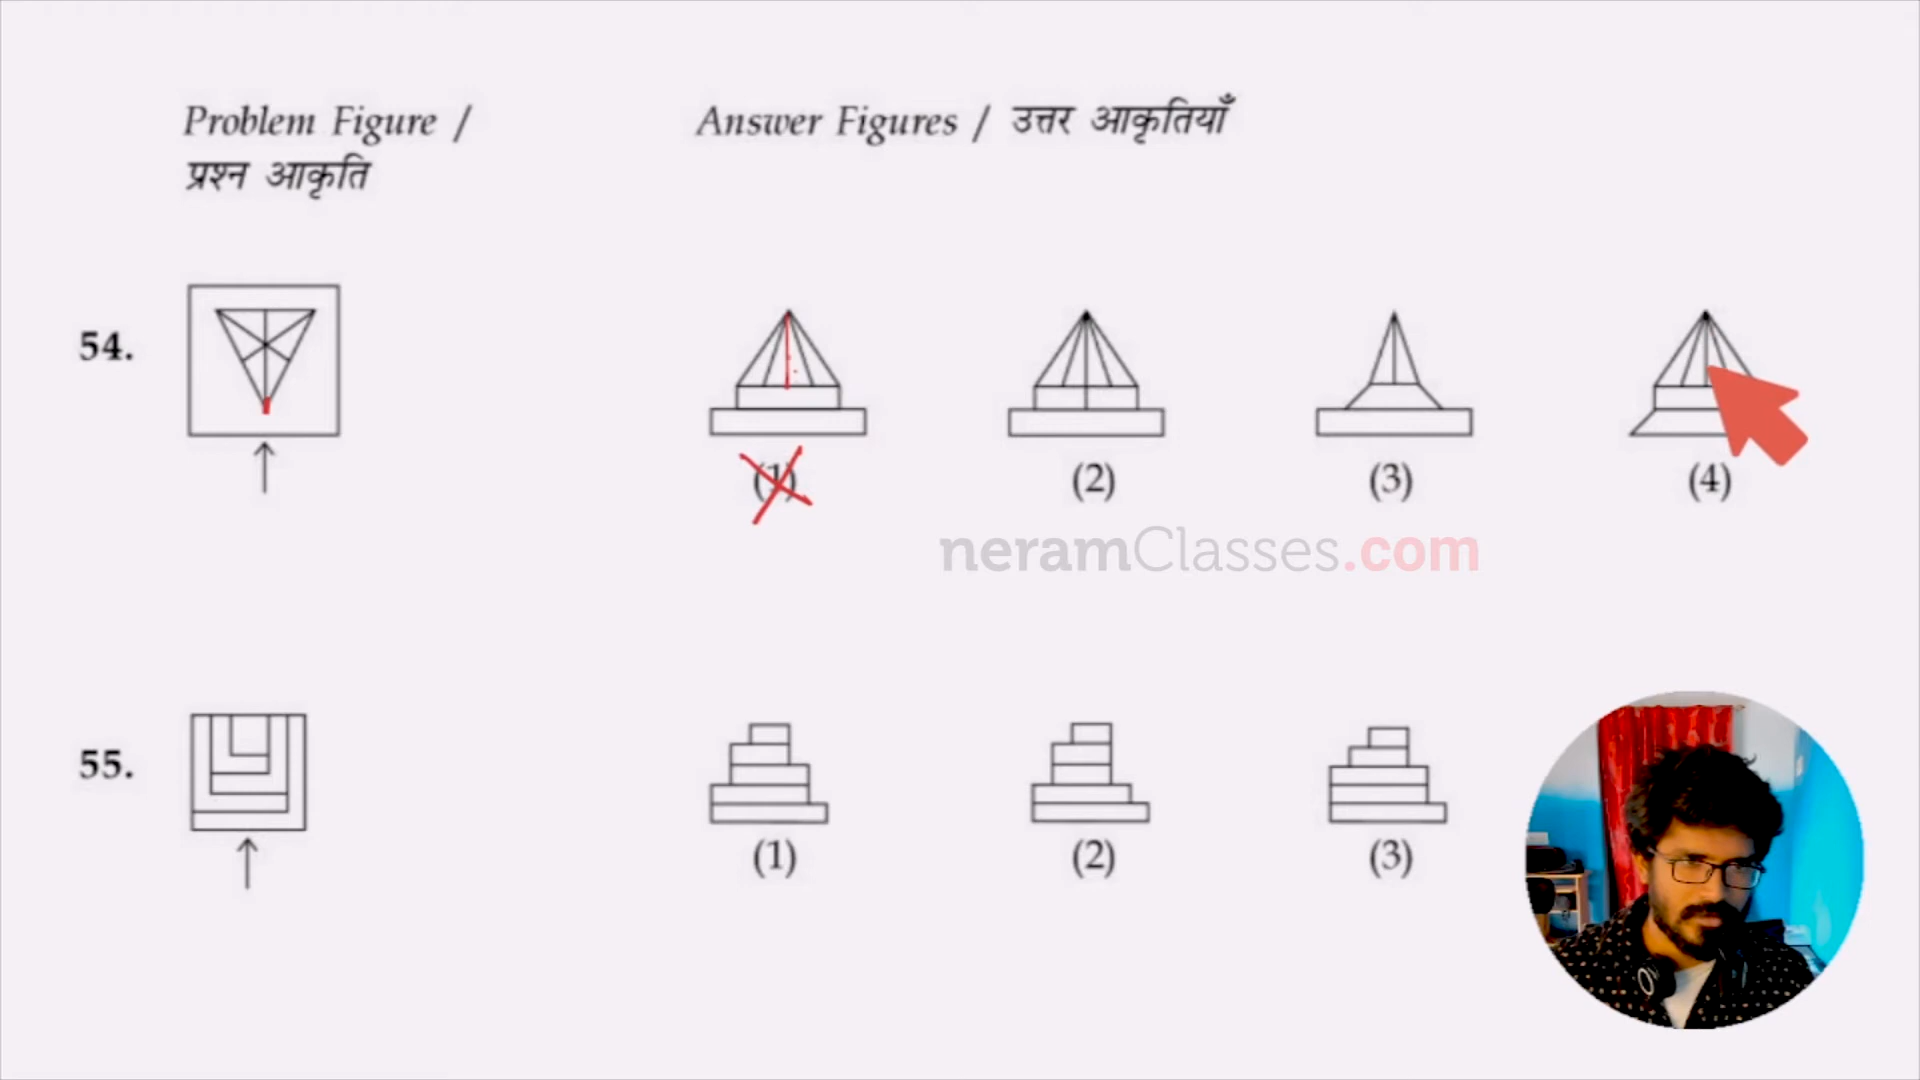 Problem Figure /
प्रश्न आकृति
Answer Figures / उत्तर आकृतियाँ
54.
(1)
(2)
(3)
(4)
neramClasses.com
55.
(1)
(2)
(3)